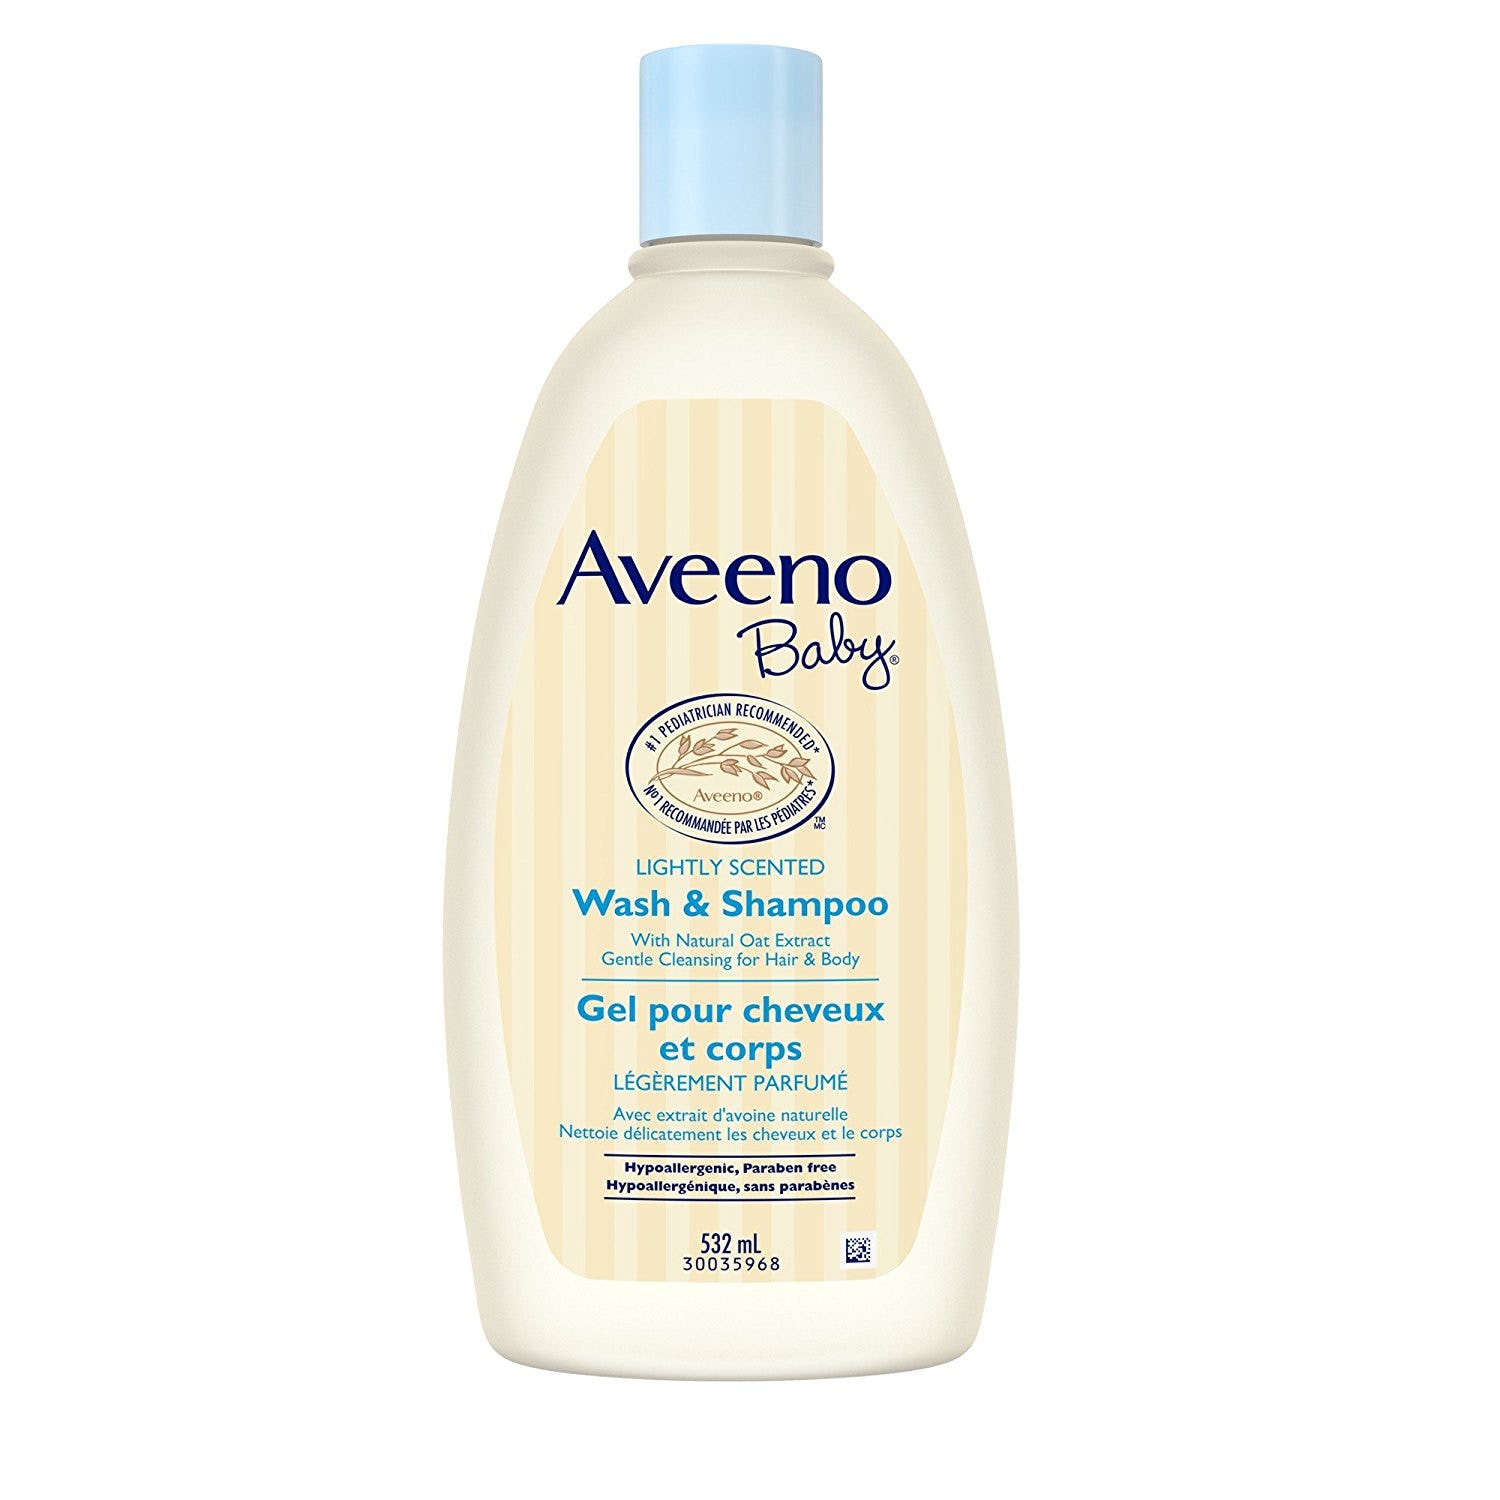 Aveeno
Baby®
#1 PEDIATRICIAN RECOMMENDED*
Aveeno®
Nº1 RECOMMANDÉE PAR LES PÉDIATRES*
TM
MC
LIGHTLY SCENTED
Wash & Shampoo
With Natural Oat Extract
Gentle Cleansing for Hair & Body
Gel pour cheveux
et corps
LÉGÈREMENT PARFUMÉ
Avec extrait d'avoine naturelle
Nettoie délicatement les cheveux et le corps
Hypoallergenic, Paraben free
Hypoallergénique, sans parabènes
532 mL
30035968